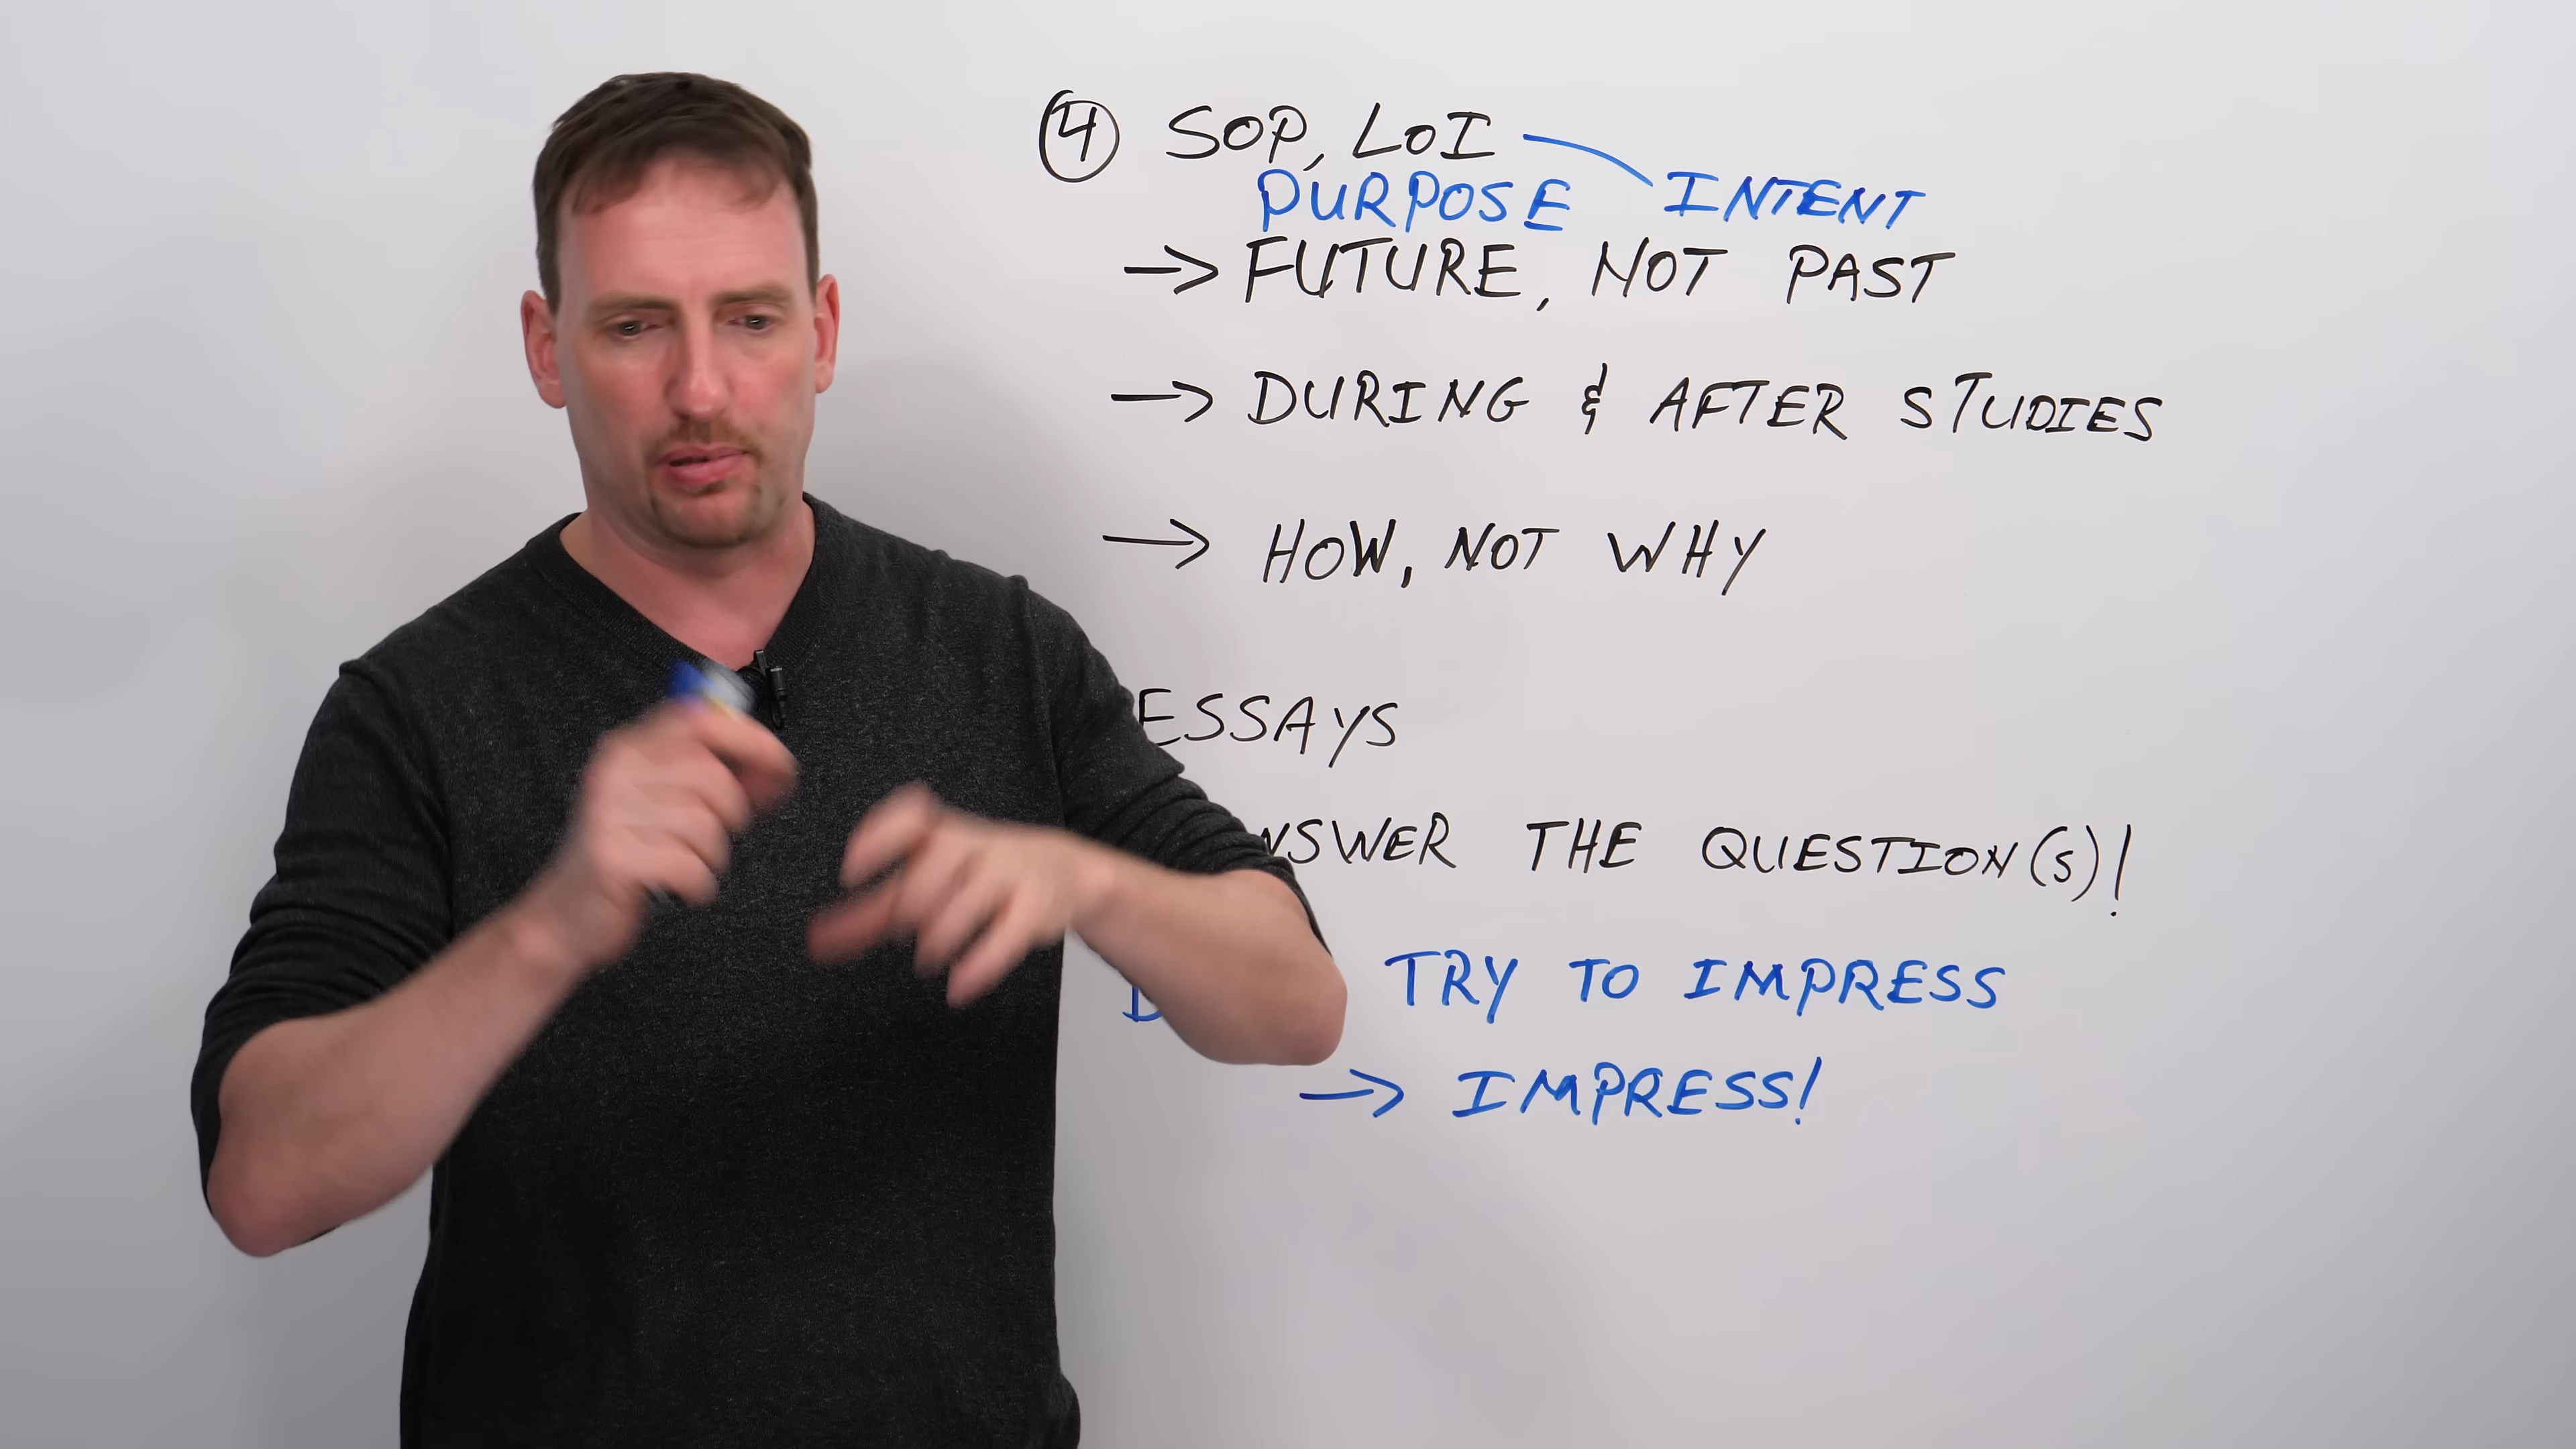 ④ SOP, LOI
PURPOSE INTENT
→ FUTURE, NOT PAST
→ DURING & AFTER STUDIES
→ HOW, NOT WHY
ESSAYS
THE QUESTION(S)!
TRY TO IMPRESS
→ IMPRESS!